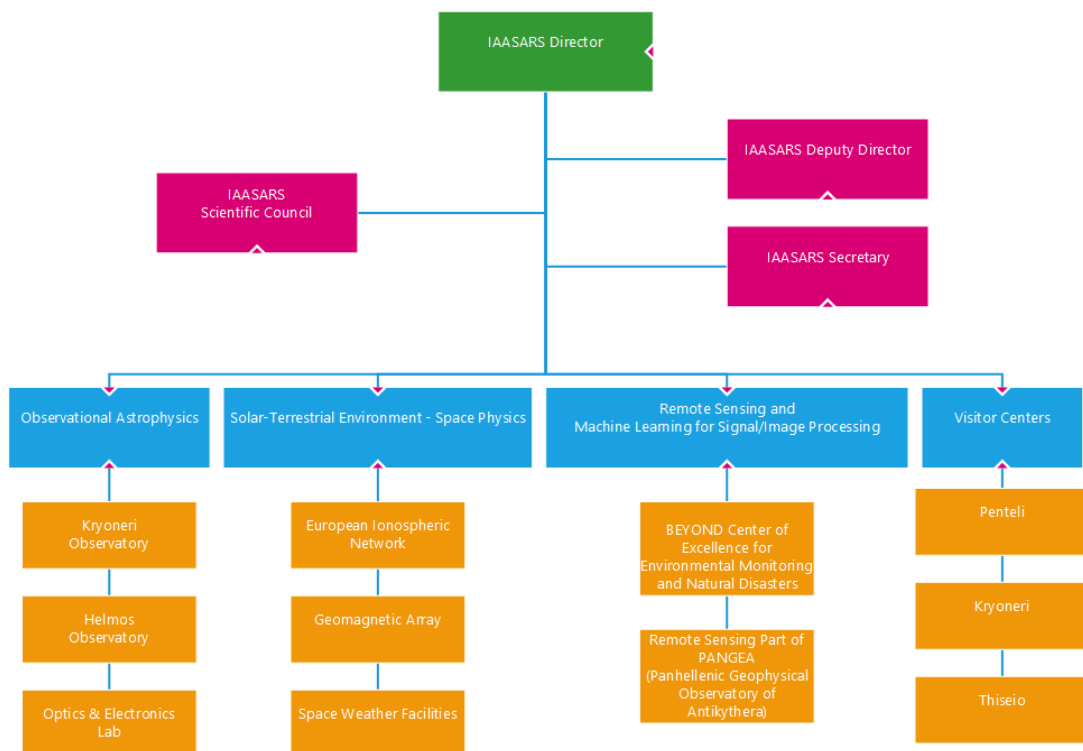 IAASARS Director
IAASARS Deputy Director
IAASARS
Scientific Council
IAASARS Secretary
Observational Astrophysics
Solar-Terrestrial Environment - Space Physics
Remote Sensing and
Machine Learning for Signal/Image Processing
Visitor Centers
Kryoneri
Observatory
Helmos
Observatory
Optics & Electronics
Lab
European Ionospheric
Network
Geomagnetic Array
Space Weather Facilities
BEYOND Center of
Excellence for
Environmental Monitoring
and Natural Disasters
Remote Sensing Part of
PANGEA
(Panhellenic Geophysical
Observatory of
Antikythera)
Penteli
Kryoneri
Thiseio